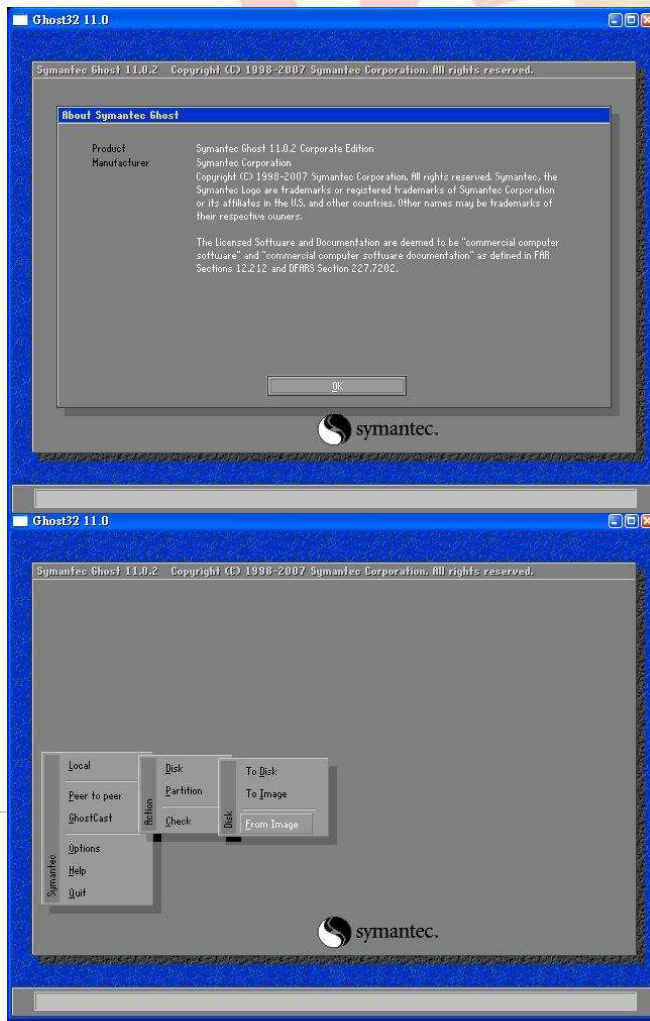 Ghost32 11.0
Symantec Ghost 11.0.2 Copyright (C) 1998-2007 Symantec Corporation. All rights reserved.
About Symantec Ghost
Product Symantec Ghost 11.0.2 Corporate Edition
Manufacturer Symantec Corporation
Copyright (C) 1998-2007 Symantec Corporation. All rights reserved. Symantec, the
Symantec Logo are trademarks or registered trademarks of Symantec Corporation
or its affiliates in the U.S. and other countries. Other names may be trademarks of
their respective owners.
The Licensed Software and Documentation are deemed to be "commercial computer
software" and "commercial computer software documentation" as defined in FAR
Sections 12.212 and DFARS Section 227.7202.
OK
symantec.
Ghost32 11.0
Symantec Ghost 11.0.2 Copyright (C) 1998-2007 Symantec Corporation. All rights reserved.
Symantec
Local
Peer to peer
GhostCast
Options
Help
Quit
Action
Disk
Partition
Check
Disk
To Disk
To Image
From Image
symantec.